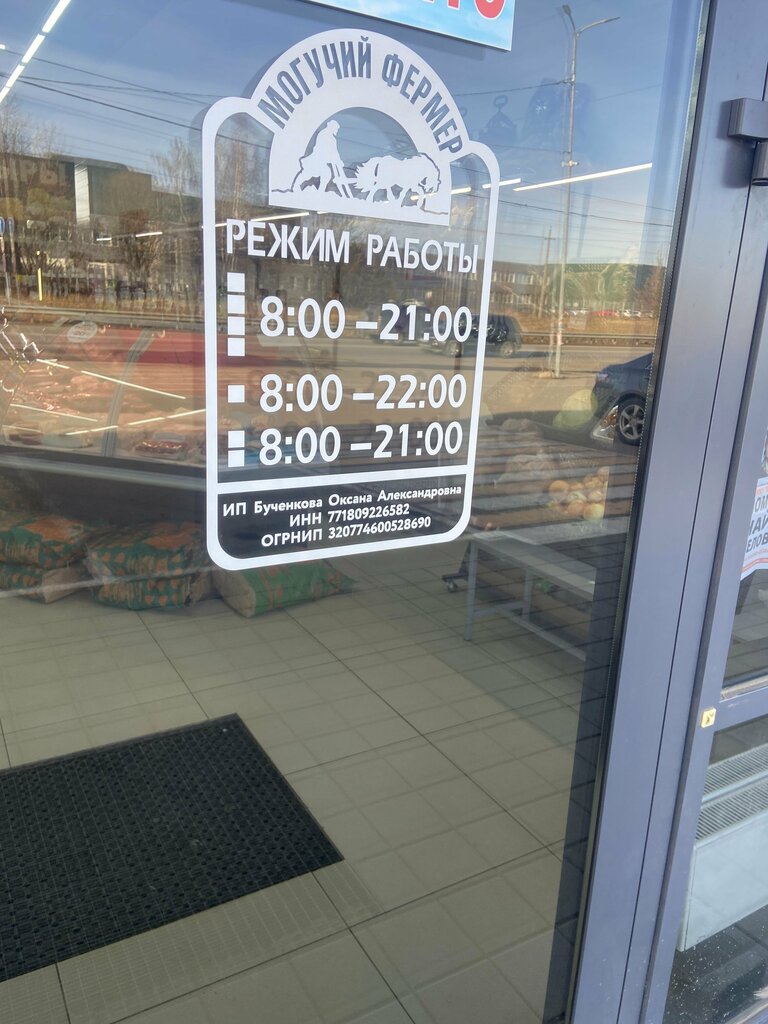 МОГУЧИЙ ФЕРМЕР
РЕЖИМ РАБОТЫ
8:00 – 21:00
8:00 – 22:00
8:00 – 21:00
ИП Бученкова Оксана Александровна
ИНН 771809226582
ОГРНИП 320774600528690